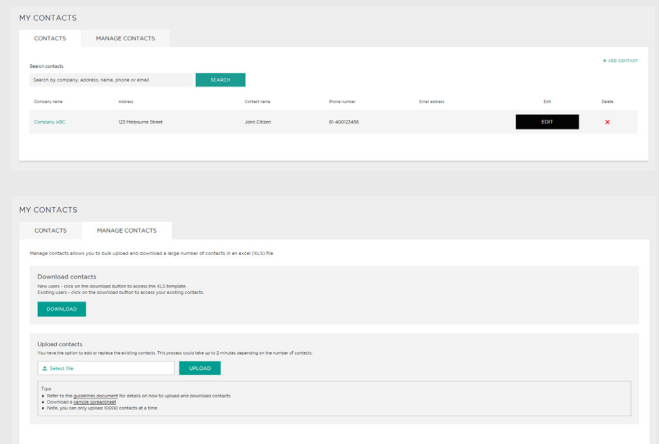 MY CONTACTS
CONTACTS MANAGE CONTACTS
+ ADD CONTACT
Search contacts
Search by company, address, name, phone or email SEARCH
Company name Address Contact name Phone number Email address Edit Delete
Company ABC 123 Melbourne Street John Citizen 61-400123456 EDIT
MY CONTACTS
CONTACTS MANAGE CONTACTS
Manage contacts allows you to bulk upload and download a large number of contacts in an excel (XLS) file.
Download contacts
New users - click on the download button to access the XLS template.
Existing users - click on the download button to access your existing contacts.
DOWNLOAD
Upload contacts
You have the option to add or replace the existing contacts. This process could take up to 3 minutes depending on the number of contacts.
Select file UPLOAD
Tips
• Refer to the guidelines document for details on how to upload and download contacts
• Download a sample spreadsheet
• Note, you can only upload 10000 contacts at a time